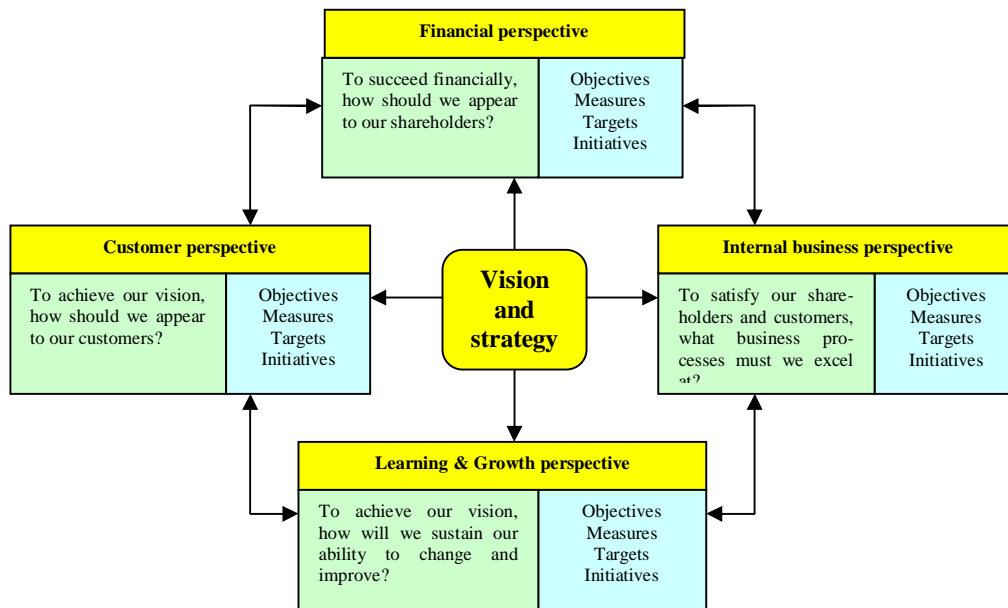 Financial perspective
To succeed financially,
how should we appear
to our shareholders?
Objectives
Measures
Targets
Initiatives
Customer perspective
To achieve our vision,
how should we appear
to our customers?
Objectives
Measures
Targets
Initiatives
Vision
and
strategy
Internal business perspective
To satisfy our share-
holders and customers,
what business pro-
cesses must we excel
at?
Objectives
Measures
Targets
Initiatives
Learning & Growth perspective
To achieve our vision,
how will we sustain our
ability to change and
improve?
Objectives
Measures
Targets
Initiatives